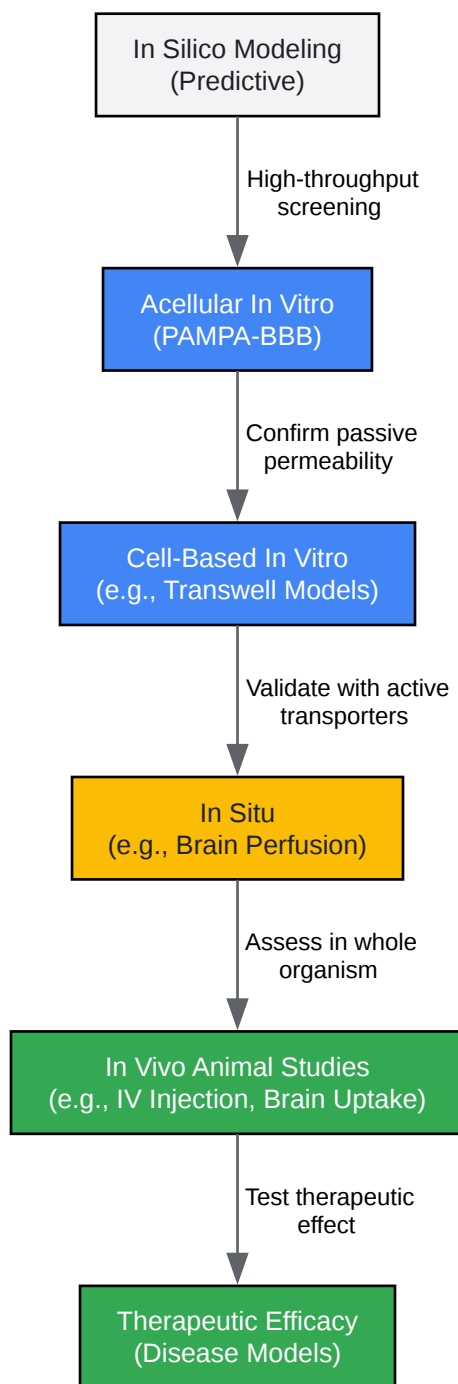 In Silico Modeling
(Predictive)
High-throughput
screening
Acellular In Vitro
(PAMPA-BBB)
Confirm passive
permeability
Cell-Based In Vitro
(e.g., Transwell Models)
Validate with active
transporters
In Situ
(e.g., Brain Perfusion)
Assess in whole
organism
In Vivo Animal Studies
(e.g., IV Injection, Brain Uptake)
Test therapeutic
effect
Therapeutic Efficacy
(Disease Models)